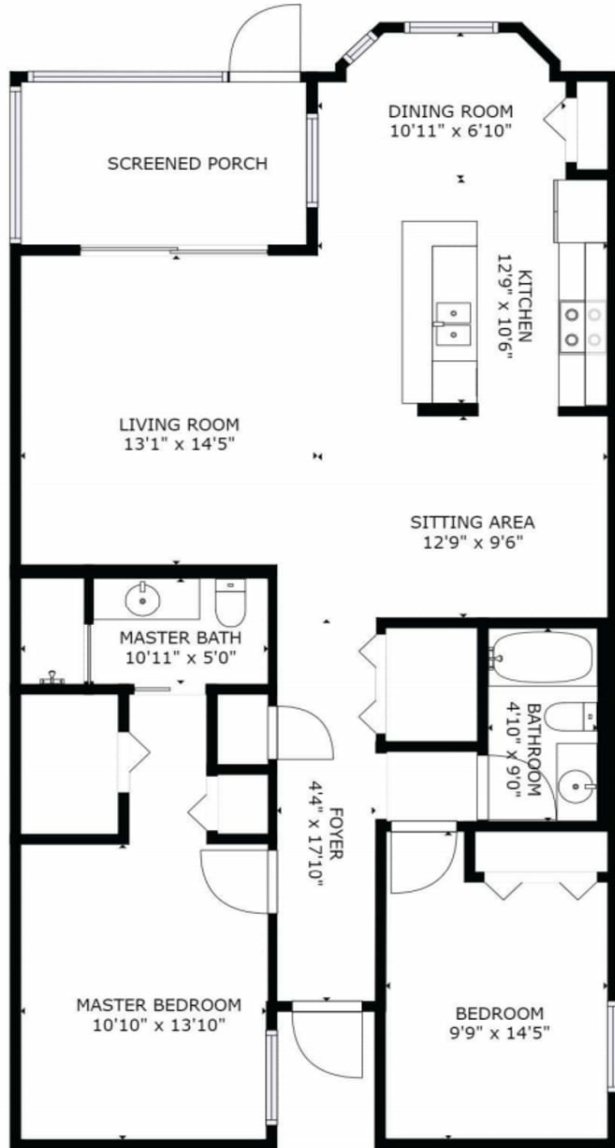 DINING ROOM
10'11" x 6'10"
SCREENED PORCH
KITCHEN
12'9" x 10'6"
LIVING ROOM
13'1" x 14'5"
SITTING AREA
12'9" x 9'6"
MASTER BATH
10'11" x 5'0"
BATHROOM
4'10" x 9'0"
FOYER
4'4" x 17'10"
MASTER BEDROOM
10'10" x 13'10"
BEDROOM
9'9" x 14'5"